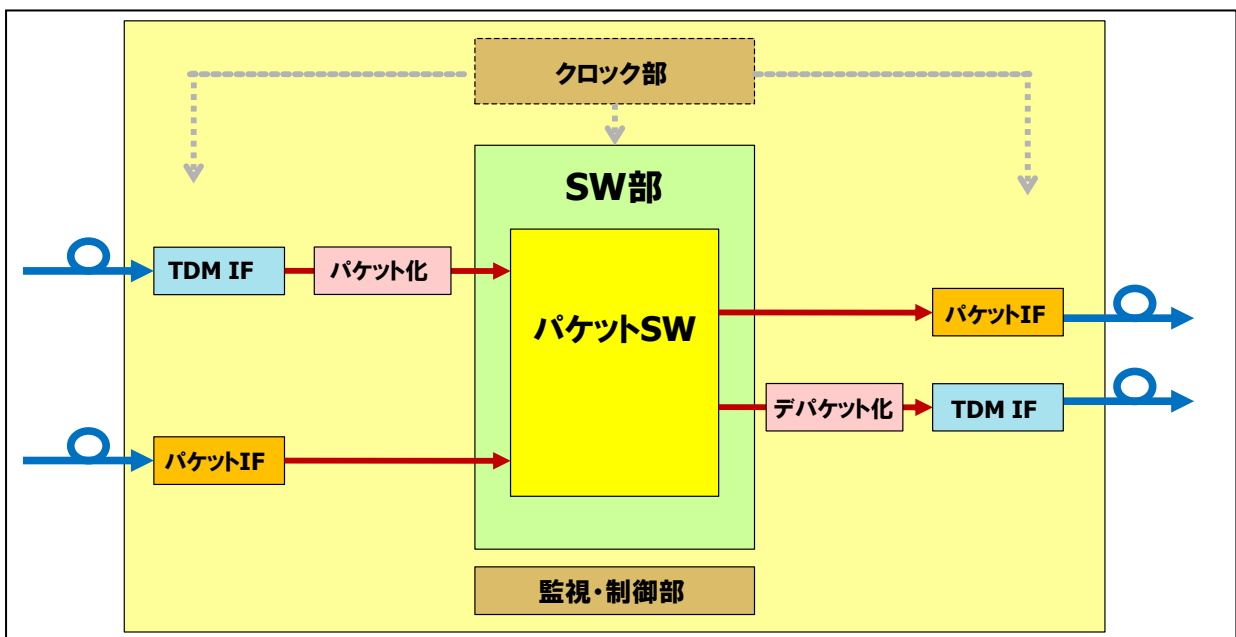 クロック部
SW部
TDM IF
パケット化
パケットSW
パケットIF
デパケット化
TDM IF
パケットIF
監視・制御部